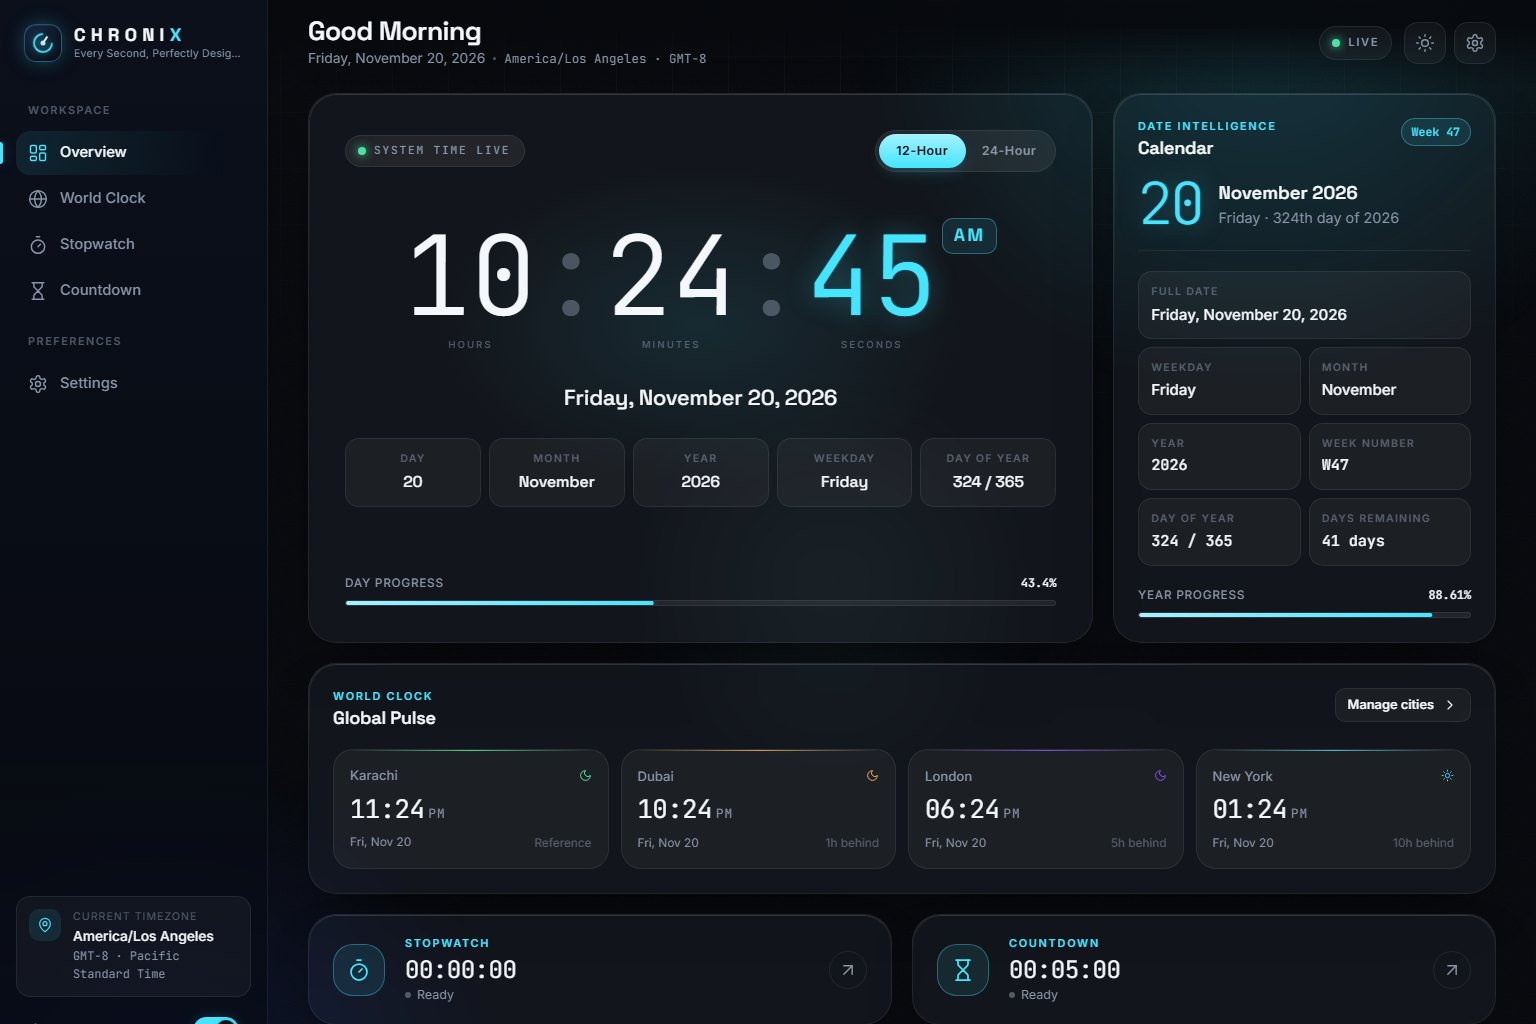 CHRONIX
Every Second, Perfectly Desig...
WORKSPACE
Overview
World Clock
Stopwatch
Countdown
PREFERENCES
Settings
CURRENT TIMEZONE
America/Los Angeles
GMT-8 · Pacific
Standard Time
Good Morning
Friday, November 20, 2026 · America/Los Angeles · GMT-8
LIVE
SYSTEM TIME LIVE
12-Hour 24-Hour
10:24:45 AM
HOURS MINUTES SECONDS
Friday, November 20, 2026
DAY MONTH YEAR WEEKDAY DAY OF YEAR
20 November 2026 Friday 324 / 365
DAY PROGRESS 43.4%
DATE INTELLIGENCE
Calendar
Week 47
20
November 2026
Friday · 324th day of 2026
FULL DATE
Friday, November 20, 2026
WEEKDAY MONTH
Friday November
YEAR WEEK NUMBER
2026 W47
DAY OF YEAR DAYS REMAINING
324 / 365 41 days
YEAR PROGRESS 88.61%
WORLD CLOCK
Global Pulse
Manage cities
Karachi
11:24 PM
Fri, Nov 20 Reference
Dubai
10:24 PM
Fri, Nov 20 1h behind
London
06:24 PM
Fri, Nov 20 5h behind
New York
01:24 PM
Fri, Nov 20 10h behind
STOPWATCH
00:00:00
Ready
COUNTDOWN
00:05:00
Ready